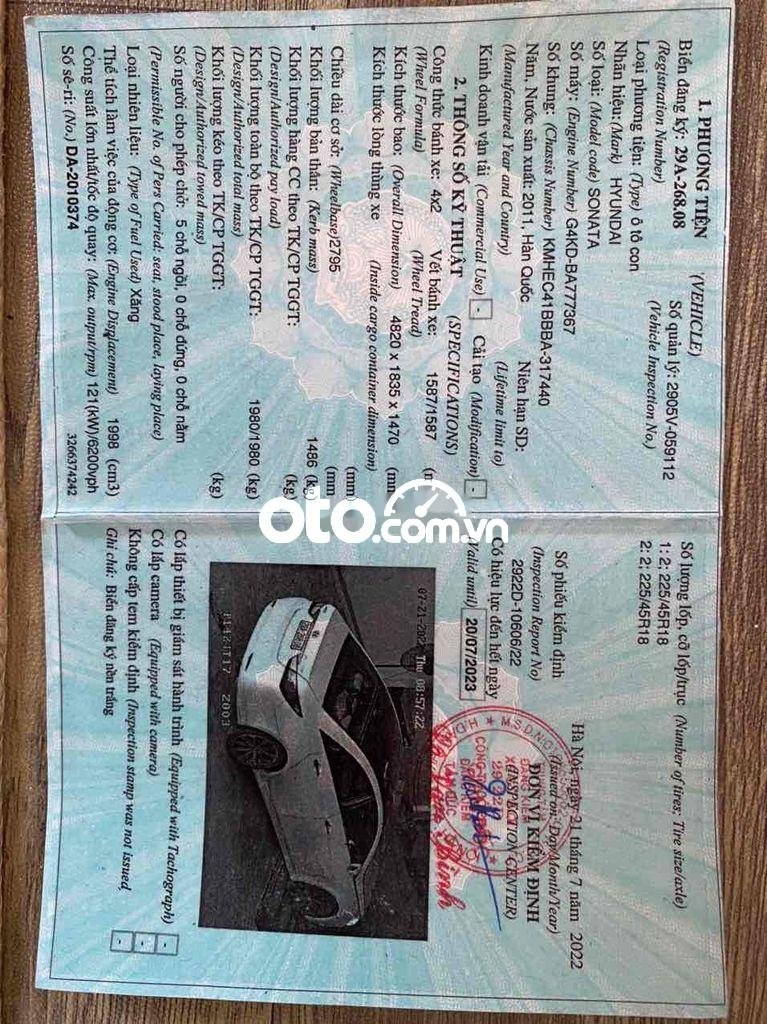 1. PHƯƠNG TIỆN (VEHICLE)
Biển đăng ký: 29A-268.08 Số quản lý: 2905V-059112
(Registration Number) (Vehicle Inspection No.)
Loại phương tiện: (Type) ô tô con
Nhãn hiệu: (Mark) HYUNDAI
Số loại: (Model code) SONATA
Số máy: (Engine Number) G4KD-BA777367
Số khung: (Chassis Number) KMHEC41BBBA-317440
Năm, Nước sản xuất: 2011, Hàn Quốc Niên hạn SD:
(Manufactured Year and Country) (Lifetime limit to)
Kinh doanh vận tải (Commercial Use) - Cải tạo (Modification) -
2. THÔNG SỐ KỸ THUẬT (SPECIFICATIONS)
Công thức bánh xe: 4x2 Vết bánh xe: 1587/1587
(Wheel Formula) (Wheel Tread)
Kích thước bao: (Overall Dimension) 4820 x 1835 x 1470 (mm
Kích thước lòng thùng xe (Inside cargo container dimension)
(mm
Chiều dài cơ sở: (Wheelbase) 2795 (mm
Khối lượng bản thân: (Kerb mass) 1486 (kg)
Khối lượng hàng CC theo TK/CP TGGT: (kg)
(Design/Authorized pay load)
Khối lượng toàn bộ theo TK/CP TGGT: 1980/1980 (kg)
(Design/Authorized total mass)
Khối lượng kéo theo TK/CP TGGT: (kg)
(Design/Authorized towed mass)
Số người cho phép chở: 5 chỗ ngồi, 0 chỗ đứng, 0 chỗ nằm
(Permissible No. of Pers Carried: seat, stood place, laying place)
Loại nhiên liệu: (Type of Fuel Used) Xăng
Thể tích làm việc của động cơ: (Engine Displacement) 1998 (cm3)
Công suất lớn nhất/tốc độ quay: (Max. output/rpm) 121(kW)/6200vph
Số sê-ri: (No.) DA-2010374 3206374242
Số lượng lốp, cỡ lốp/trục (Number of tires; Tire size/axle)
1: 2; 225/45R18
2: 2; 225/45R18
Số phiếu kiểm định
(Inspection Report No)
2922D-10606/22
Có hiệu lực đến hết ngày
(Valid until) 20/07/2023
Hà Nội, ngày 21 tháng 7 năm 2022
(Issued on: Day/Month/Year)
ĐƠN VỊ KIỂM ĐỊNH
(INSPECTION CENTER)
Thu 08:57:22
2003
Có lắp thiết bị giám sát hành trình (Equipped with Tachograph) -
Có lắp camera (Equipped with camera) -
Không cấp tem kiểm định (Inspection stamp was not issued) -
Ghi chú: Biển đăng ký nền trắng
oto.com.vn